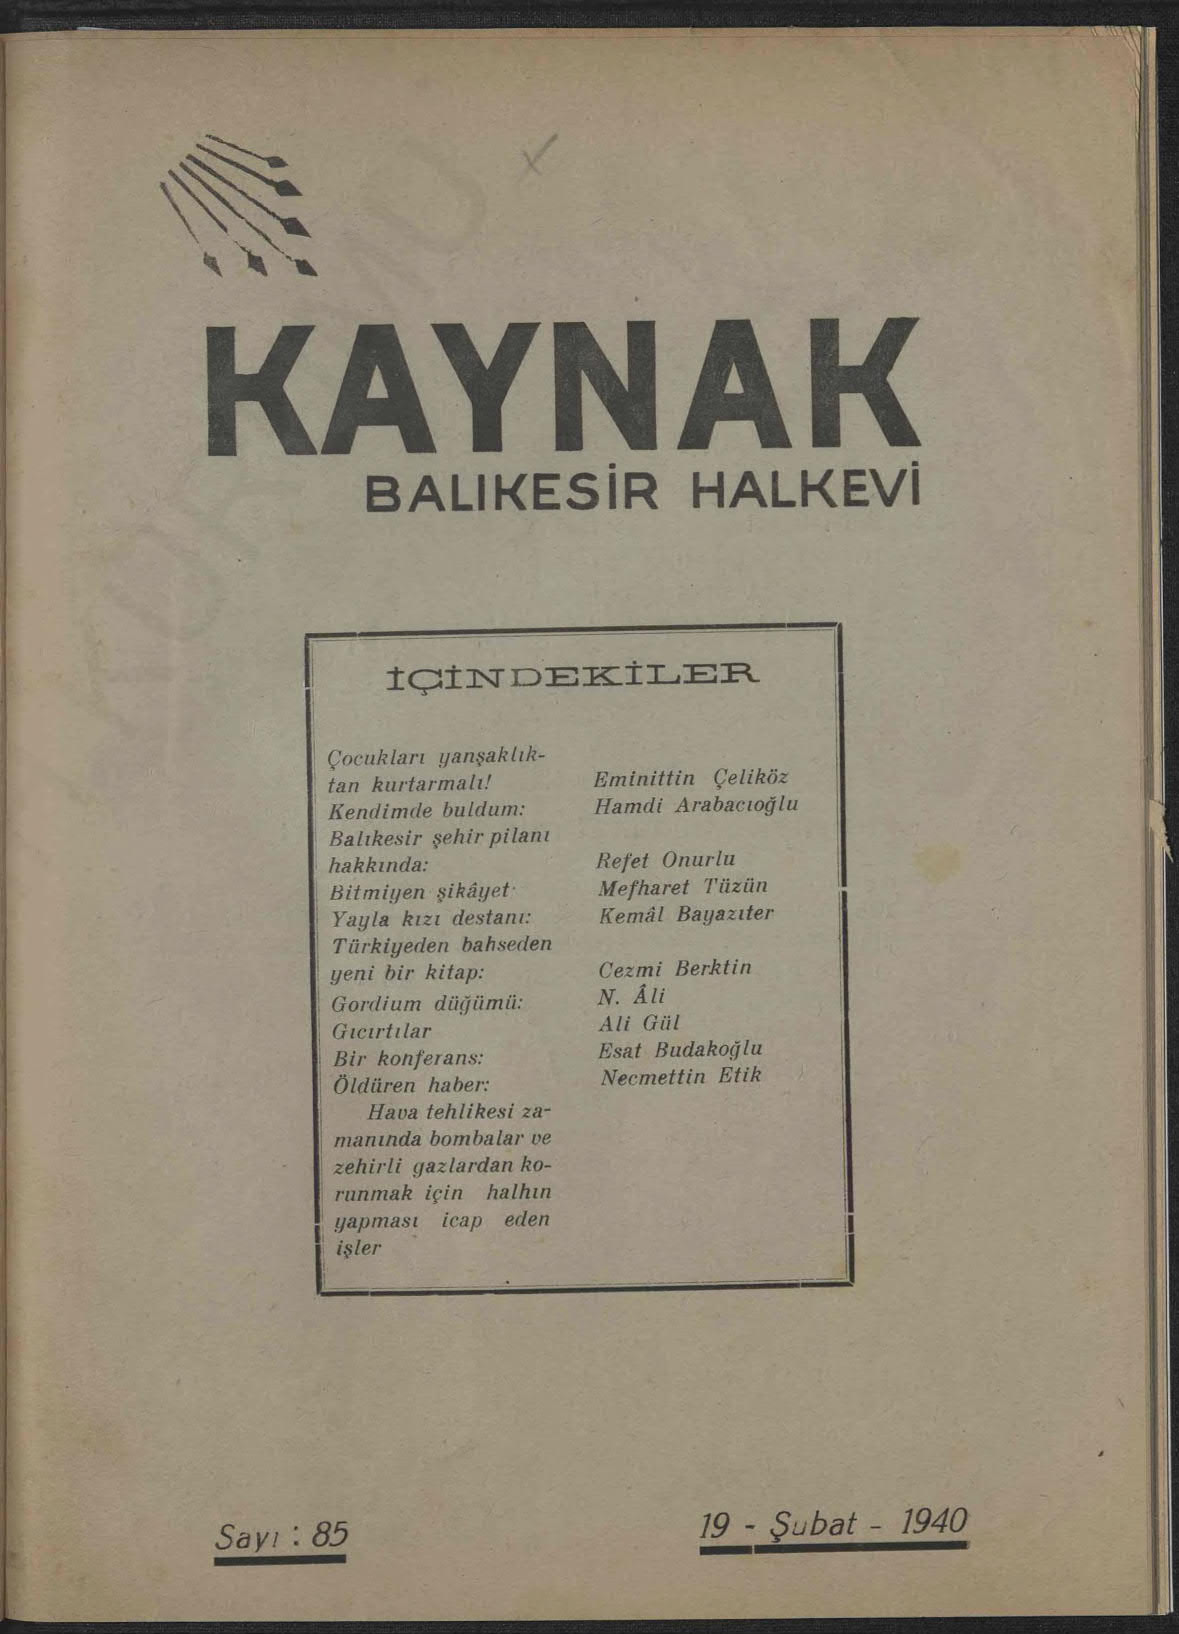 KAYNAK
BALIKESİR HALKEVİ
İÇİNDEKİLER
Çocukları yanşaklık-
tan kurtarmalı! Eminittin Çeliköz
Kendimde buldum: Hamdi Arabacıoğlu
Balıkesir şehir pilanı
hakkında: Refet Onurlu
Bitmiyen şikâyet Mefharet Tüzün
Yayla kızı destanı: Kemâl Bayazıter
Türkiyeden bahseden
yeni bir kitap: Cezmi Berktin
Gordium düğümü: N. Âli
Gıcırtılar Ali Gül
Bir konferans: Esat Budakoğlu
Öldüren haber: Necmettin Etik
Hava tehlikesi za-
manında bombalar ve
zehirli gazlardan ko-
runmak için halhın
yapması icap eden
işler
Sayı : 85 19 - Şubat - 1940